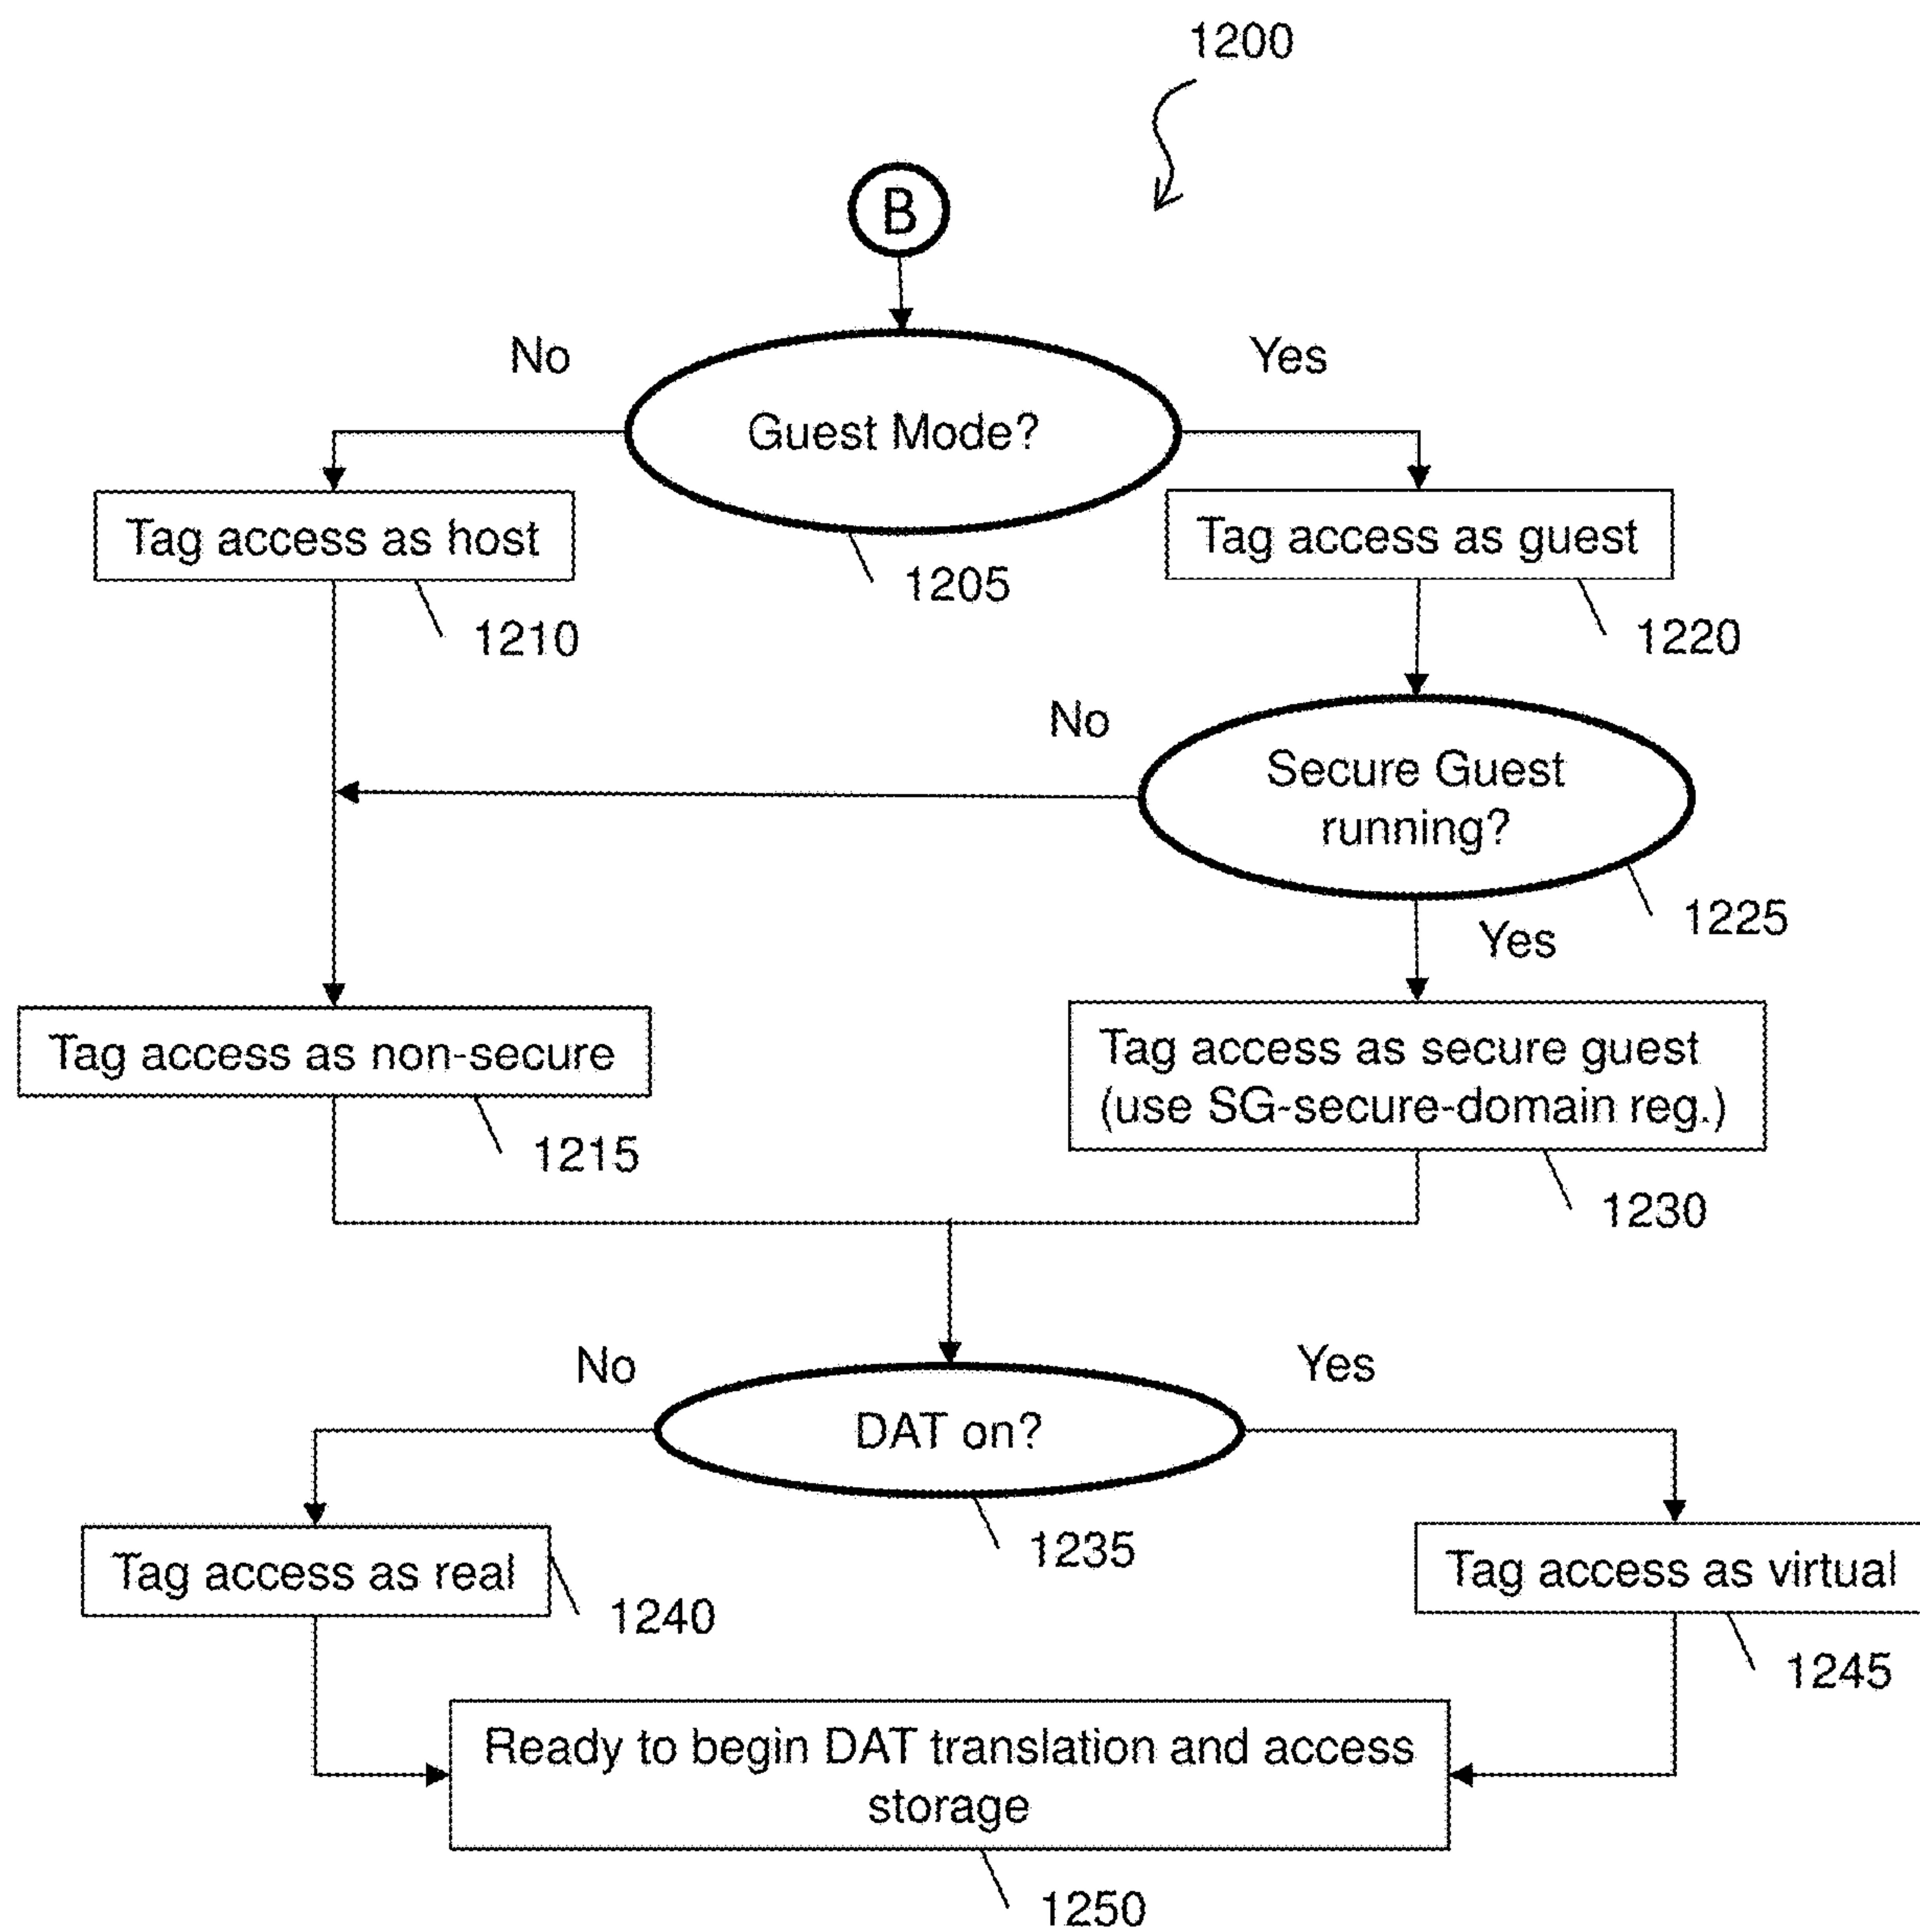 1200
B
No
Yes
Guest Mode?
Tag access as host
Tag access as guest
1205
1210
1220
No
Secure Guest
running?
1225
Yes
Tag access as non-secure
Tag access as secure guest
(use SG-secure-domain reg.)
1215
1230
No
Yes
DAT on?
1235
Tag access as real
Tag access as virtual
1240
1245
Ready to begin DAT translation and access
storage
1250